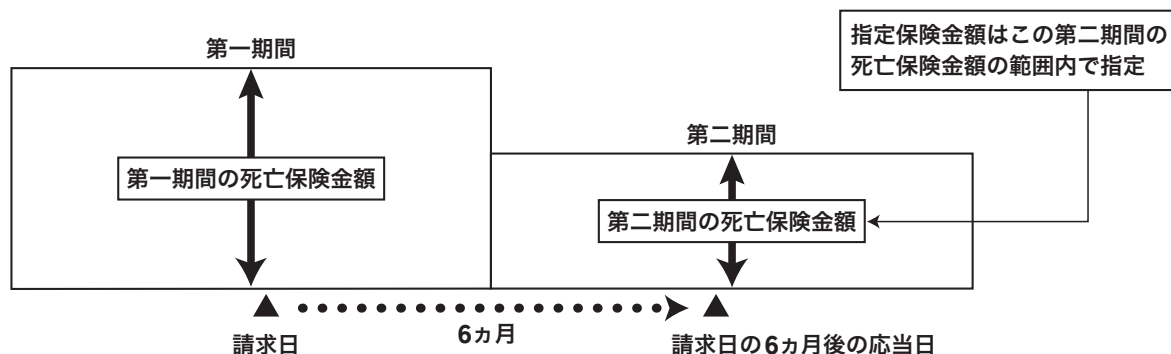 指定保険金額はこの第二期間の
死亡保険金額の範囲内で指定
第一期間
第二期間
第一期間の死亡保険金額
第二期間の死亡保険金額
6ヵ月
請求日
請求日の6ヵ月後の応当日